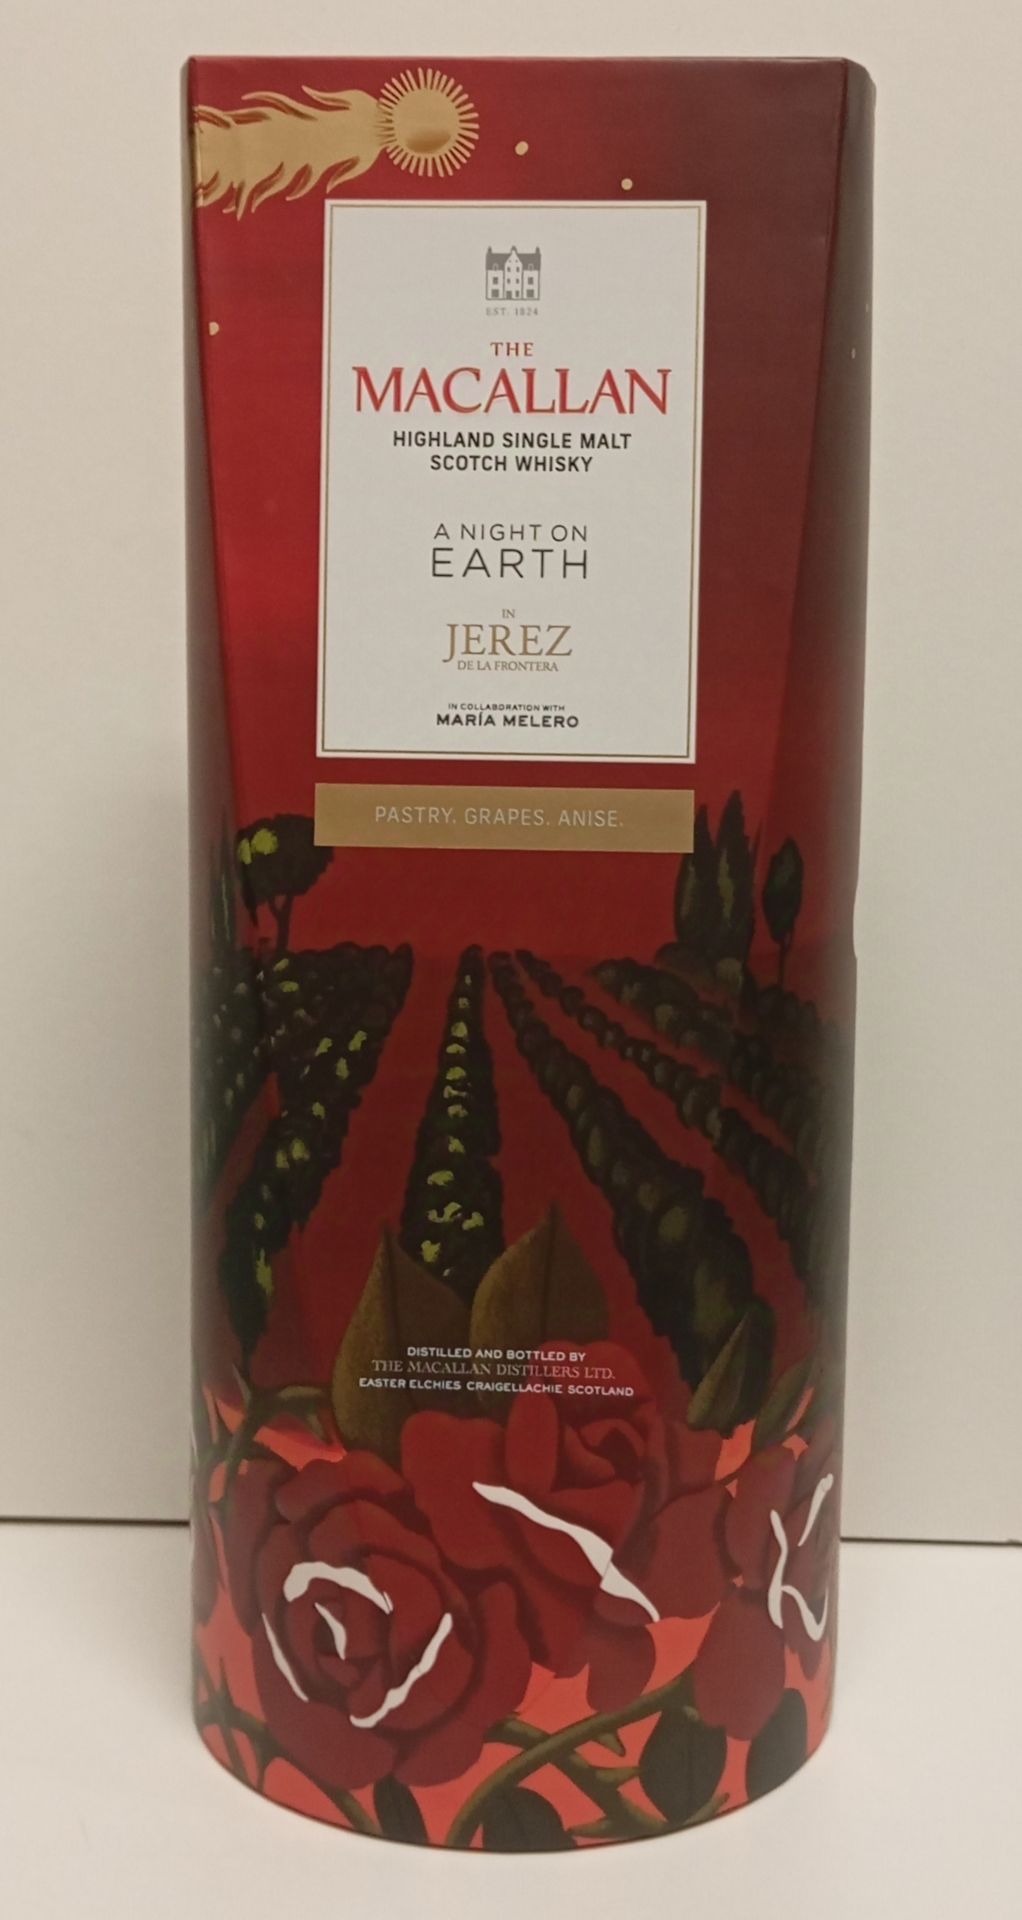 EST. 1824
THE
MACALLAN
HIGHLAND SINGLE MALT
SCOTCH WHISKY
A NIGHT ON
EARTH
IN
JEREZ
DE LA FRONTERA
IN COLLABORATION WITH
MARÍA MELERO
PASTRY. GRAPES. ANISE.
DISTILLED AND BOTTLED BY
THE MACALLAN DISTILLERS LTD.
EASTER ELCHIES CRAIGELLACHIE SCOTLAND